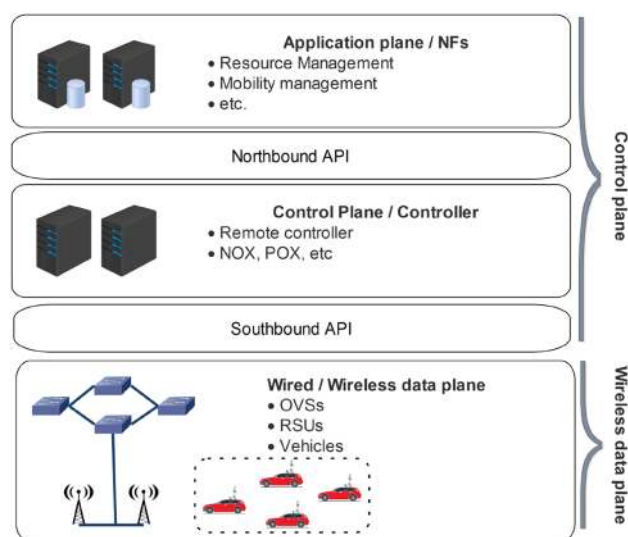 Application plane / NFs
• Resource Management
• Mobility management
• etc.
Northbound API
Control Plane / Controller
• Remote controller
• NOX, POX, etc
Southbound API
Control plane
Wired / Wireless data plane
• OVSs
• RSUs
• Vehicles
Wireless data plane